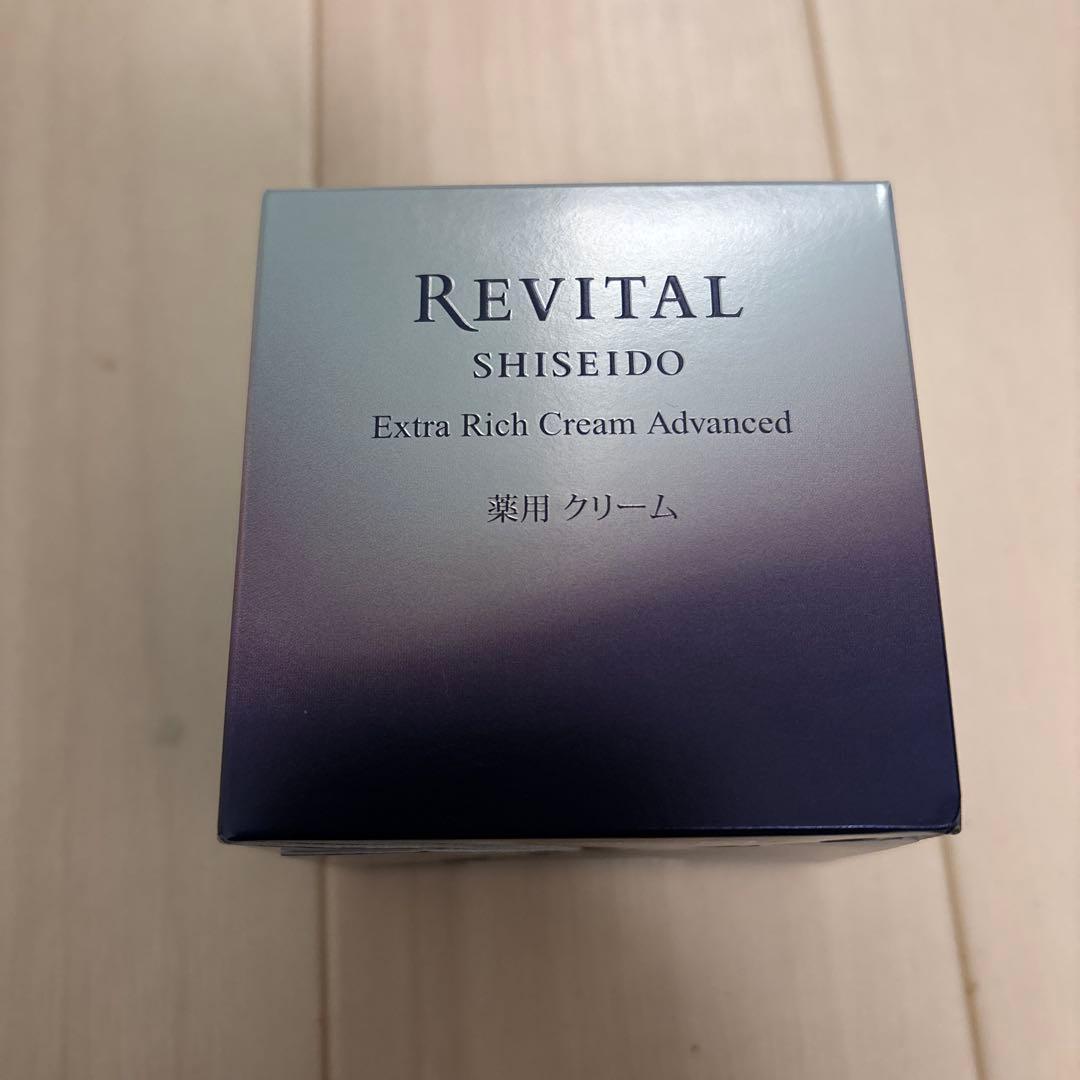 REVITAL
SHISEIDO
Extra Rich Cream Advanced
薬用 クリーム